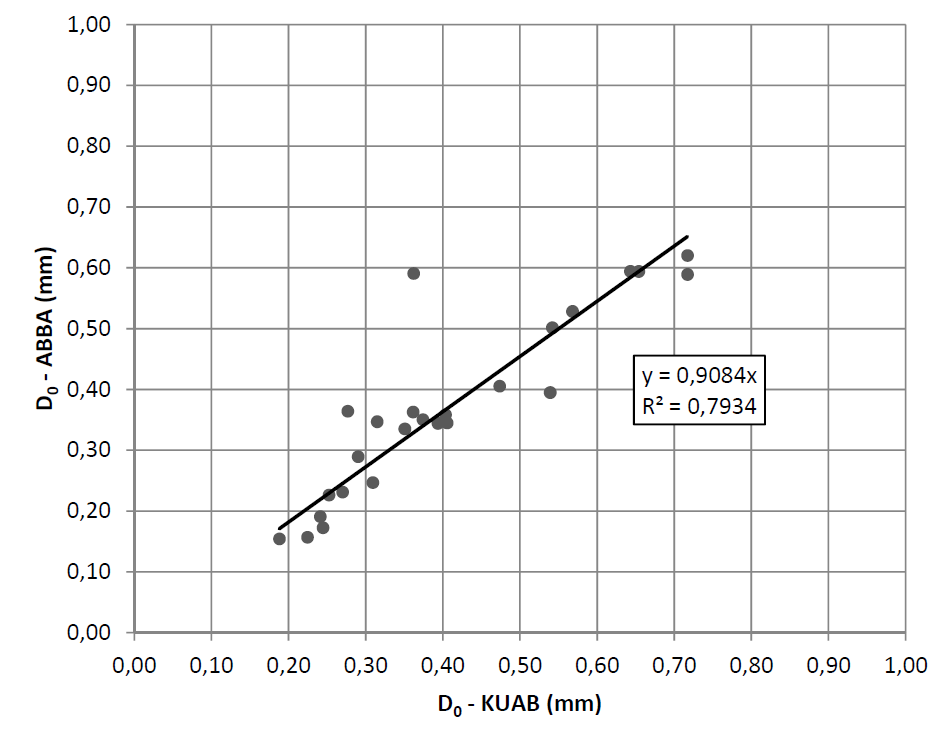 1,00
0,90
0,80
0,70
0,60
0,50
0,40
0,30
0,20
0,10
0,00
D₀ - ABBA (mm)
y = 0,9084x
R² = 0,7934
0,00 0,10 0,20 0,30 0,40 0,50 0,60 0,70 0,80 0,90 1,00
D₀ - KUAB (mm)